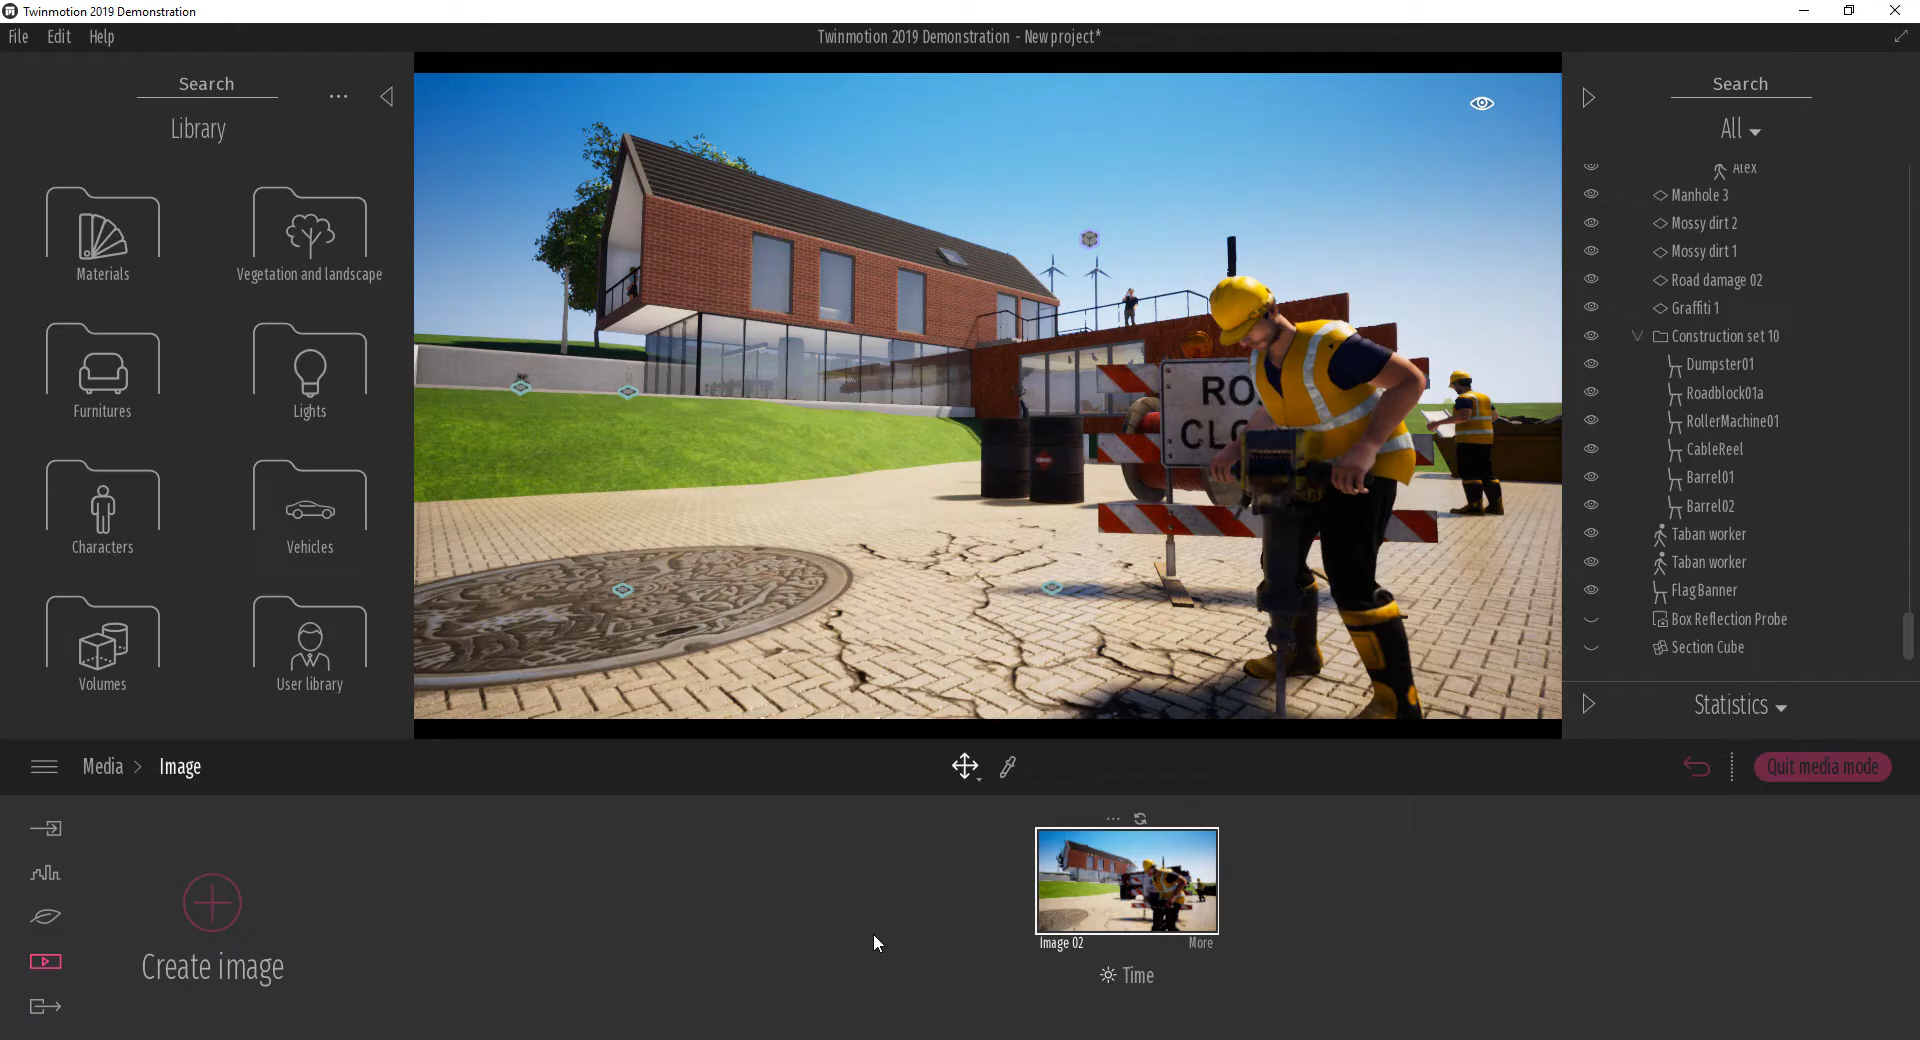 Twinmotion 2019 Demonstration
File Edit Help
Twinmotion 2019 Demonstration - New project*
Search
Library
Materials
Vegetation and landscape
Furnitures
Lights
Characters
Vehicles
Volumes
User library
RO
CLO
Search
All
Alex
Manhole 3
Mossy dirt 2
Mossy dirt 1
Road damage 02
Graffiti 1
Construction set 10
Dumpster01
Roadblock01a
RollerMachine01
CableReel
Barrel01
Barrel02
Taban worker
Taban worker
Flag Banner
Box Reflection Probe
Section Cube
Statistics
Media > Image
Quit media mode
Create image
Image 02
More
Time